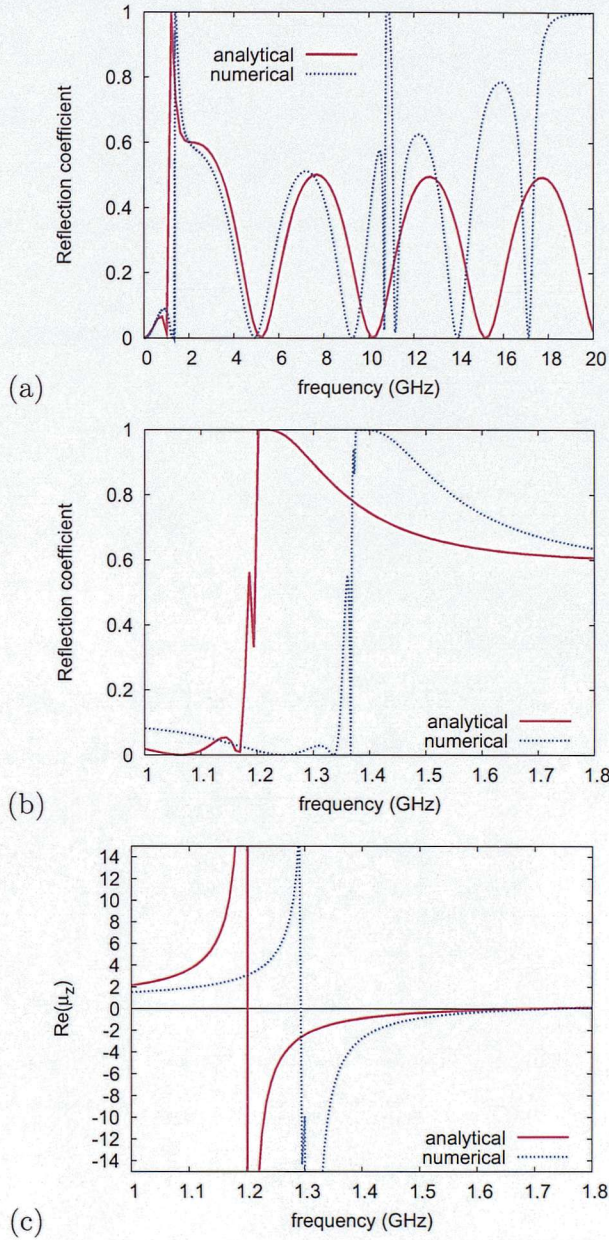 1
0.8
0.6
0.4
0.2
0
Reflection coefficient
analytical
numerical
0 2 4 6 8 10 12 14 16 18 20
frequency (GHz)
(a)
1
0.8
0.6
0.4
0.2
0
Reflection coefficient
analytical
numerical
1 1.1 1.2 1.3 1.4 1.5 1.6 1.7 1.8
frequency (GHz)
(b)
14
12
10
8
6
4
2
0
-2
-4
-6
-8
-10
-12
-14
Re(μz)
analytical
numerical
1 1.1 1.2 1.3 1.4 1.5 1.6 1.7 1.8
frequency (GHz)
(c)